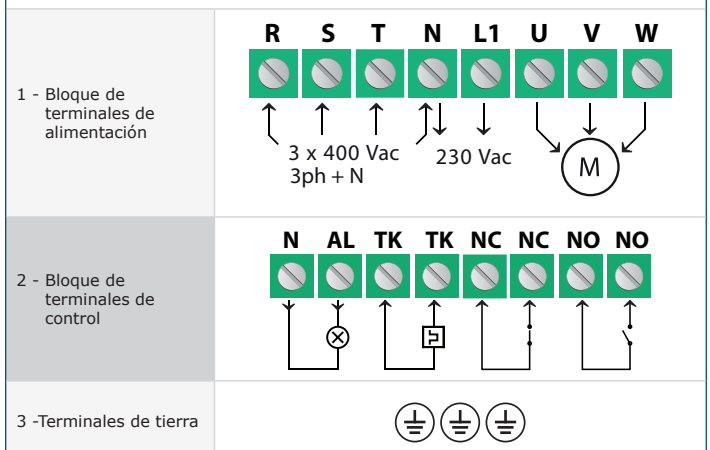 R S T N L1 U V W
1 - Bloque de
terminales de
alimentación
3 x 400 Vac
3ph + N
230 Vac
M
N AL TK TK NC NC NO NO
2 - Bloque de
terminales de
control
3 -Terminales de tierra